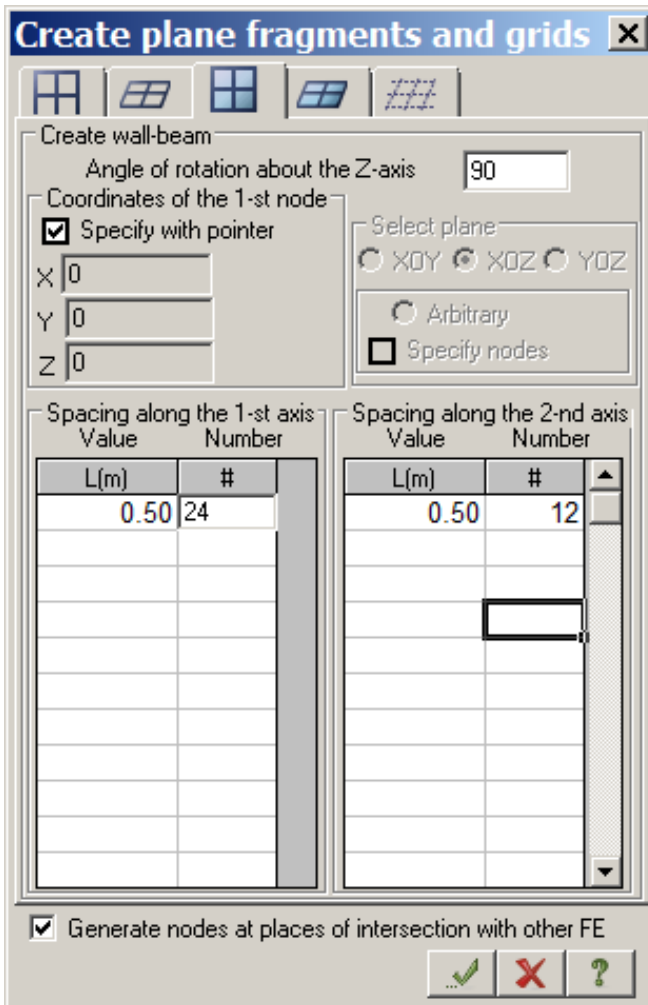 Create plane fragments and grids
Create wall-beam
Angle of rotation about the Z-axis 90
Coordinates of the 1-st node
Specify with pointer
X 0
Y 0
Z 0
Select plane
XOY XOZ YOZ
Arbitrary
Specify nodes
Spacing along the 1-st axis
Value Number
L(m) #
0.50 24
Spacing along the 2-nd axis
Value Number
L(m) #
0.50 12
Generate nodes at places of intersection with other FE
?